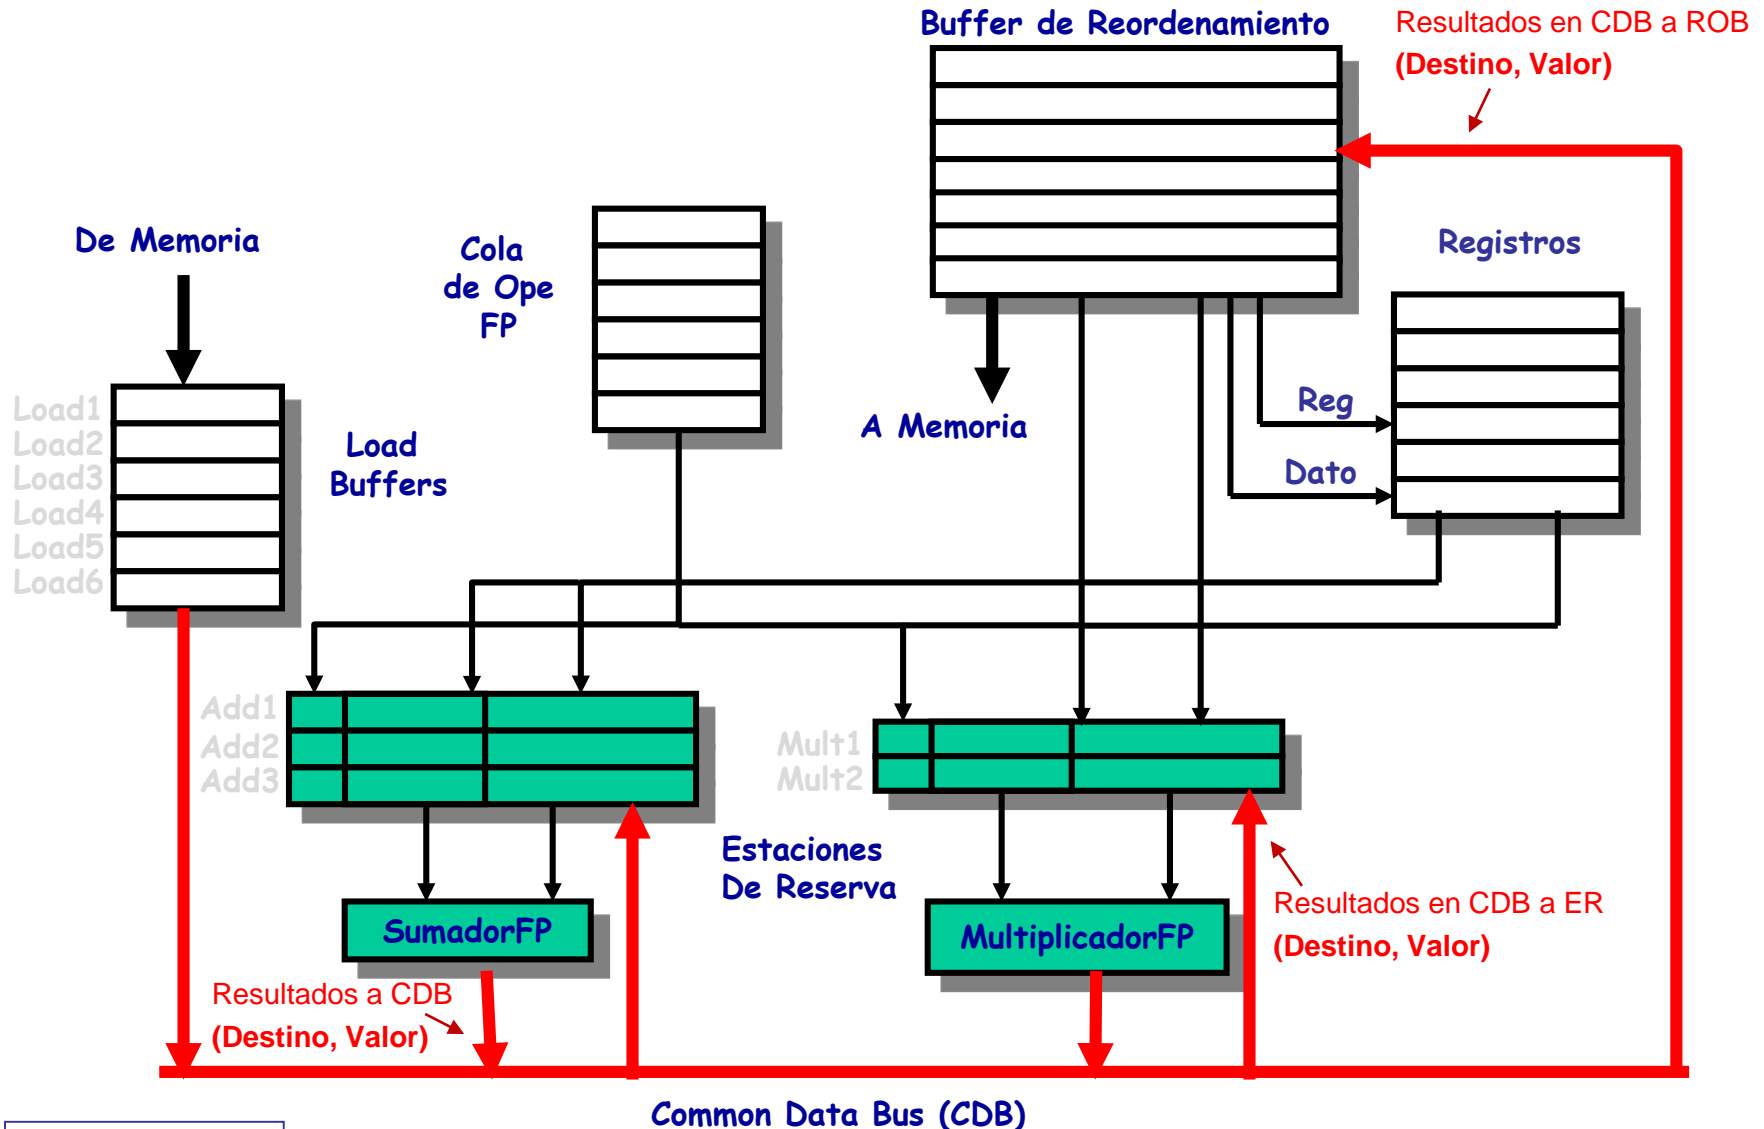 Buffer de Reordenamiento
Resultados en CDB a ROB
(Destino, Valor)
De Memoria
Cola
de Ope
FP
Registros
Load1
Load2
Load3
Load4
Load5
Load6
Load
Buffers
A Memoria
Reg
Dato
Add1
Add2
Add3
Mult1
Mult2
Estaciones
De Reserva
SumadorFP
MultiplicadorFP
Resultados en CDB a ER
(Destino, Valor)
Resultados a CDB
(Destino, Valor)
Common Data Bus (CDB)